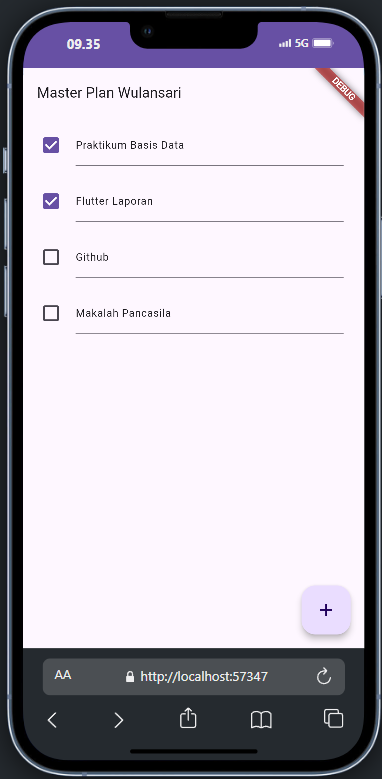 09.35
5G
DEBUG
Master Plan Wulansari
Praktikum Basis Data
Flutter Laporan
Github
Makalah Pancasila
+
AA
http://localhost:57347